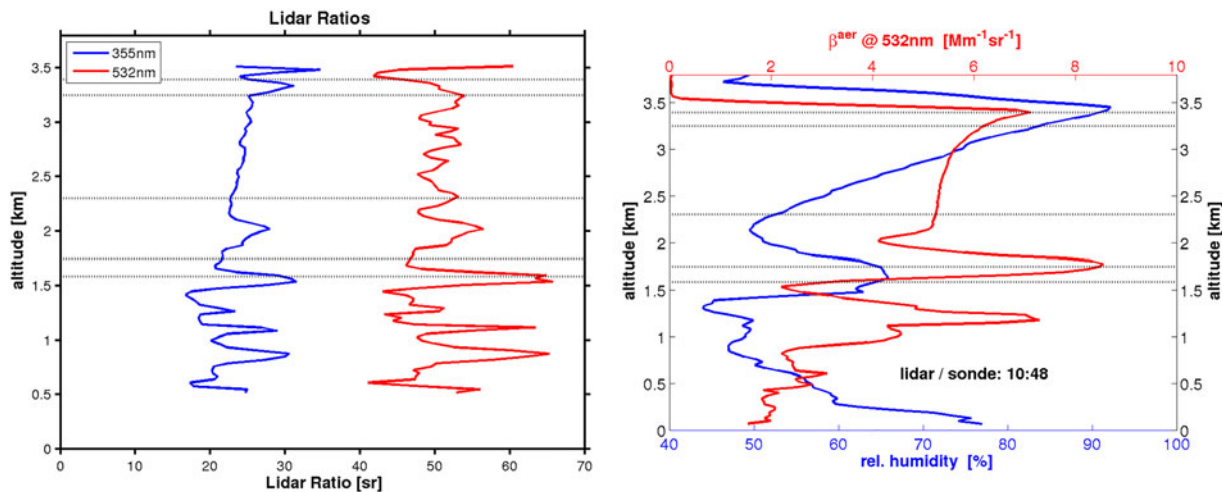 Lidar Ratios
355nm
532nm
3.5
3
2.5
2
1.5
1
0.5
0
0 10 20 30 40 50 60 70
altitude [km]
Lidar Ratio [sr]
β^aer @ 532nm [Mm⁻¹sr⁻¹]
0 2 4 6 8 10
3.5 3.5
3 3
2.5 2.5
2 2
1.5 1.5
1 1
0.5 0.5
0 0
altitude [km]
altitude [km]
lidar / sonde: 10:48
40 50 60 70 80 90 100
rel. humidity [%]